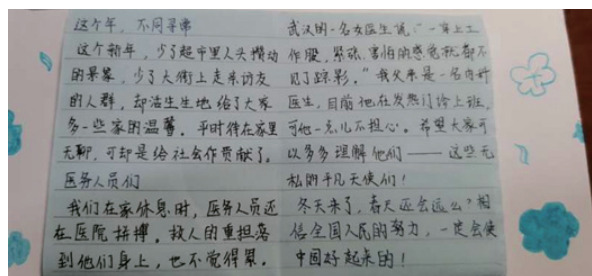 这个年，不同寻常
这个新年，少了超市里人头攒动
的景象，少了大街上走亲访友
的人群，却活生生地给了大家
多一些家的温馨。平时待在家里
无聊，可却是给社会作贡献了。
医务人员们
我们在家休息时，医务人员还
在医院拼搏。救人的重担落
到他们身上，也不觉得累。
武汉的一名女医生说：“一穿上工
作服，紧张、害怕的感觉就都不
见了踪影。”我父亲是一名内科
医生，目前他在发热门诊上班，
可他一点儿不担心。希望大家可
以多多理解他们——这些无
私的平凡天使们！
冬天来了，春天还会远么？相
信全国人民的努力，一定会使
中国好起来的！